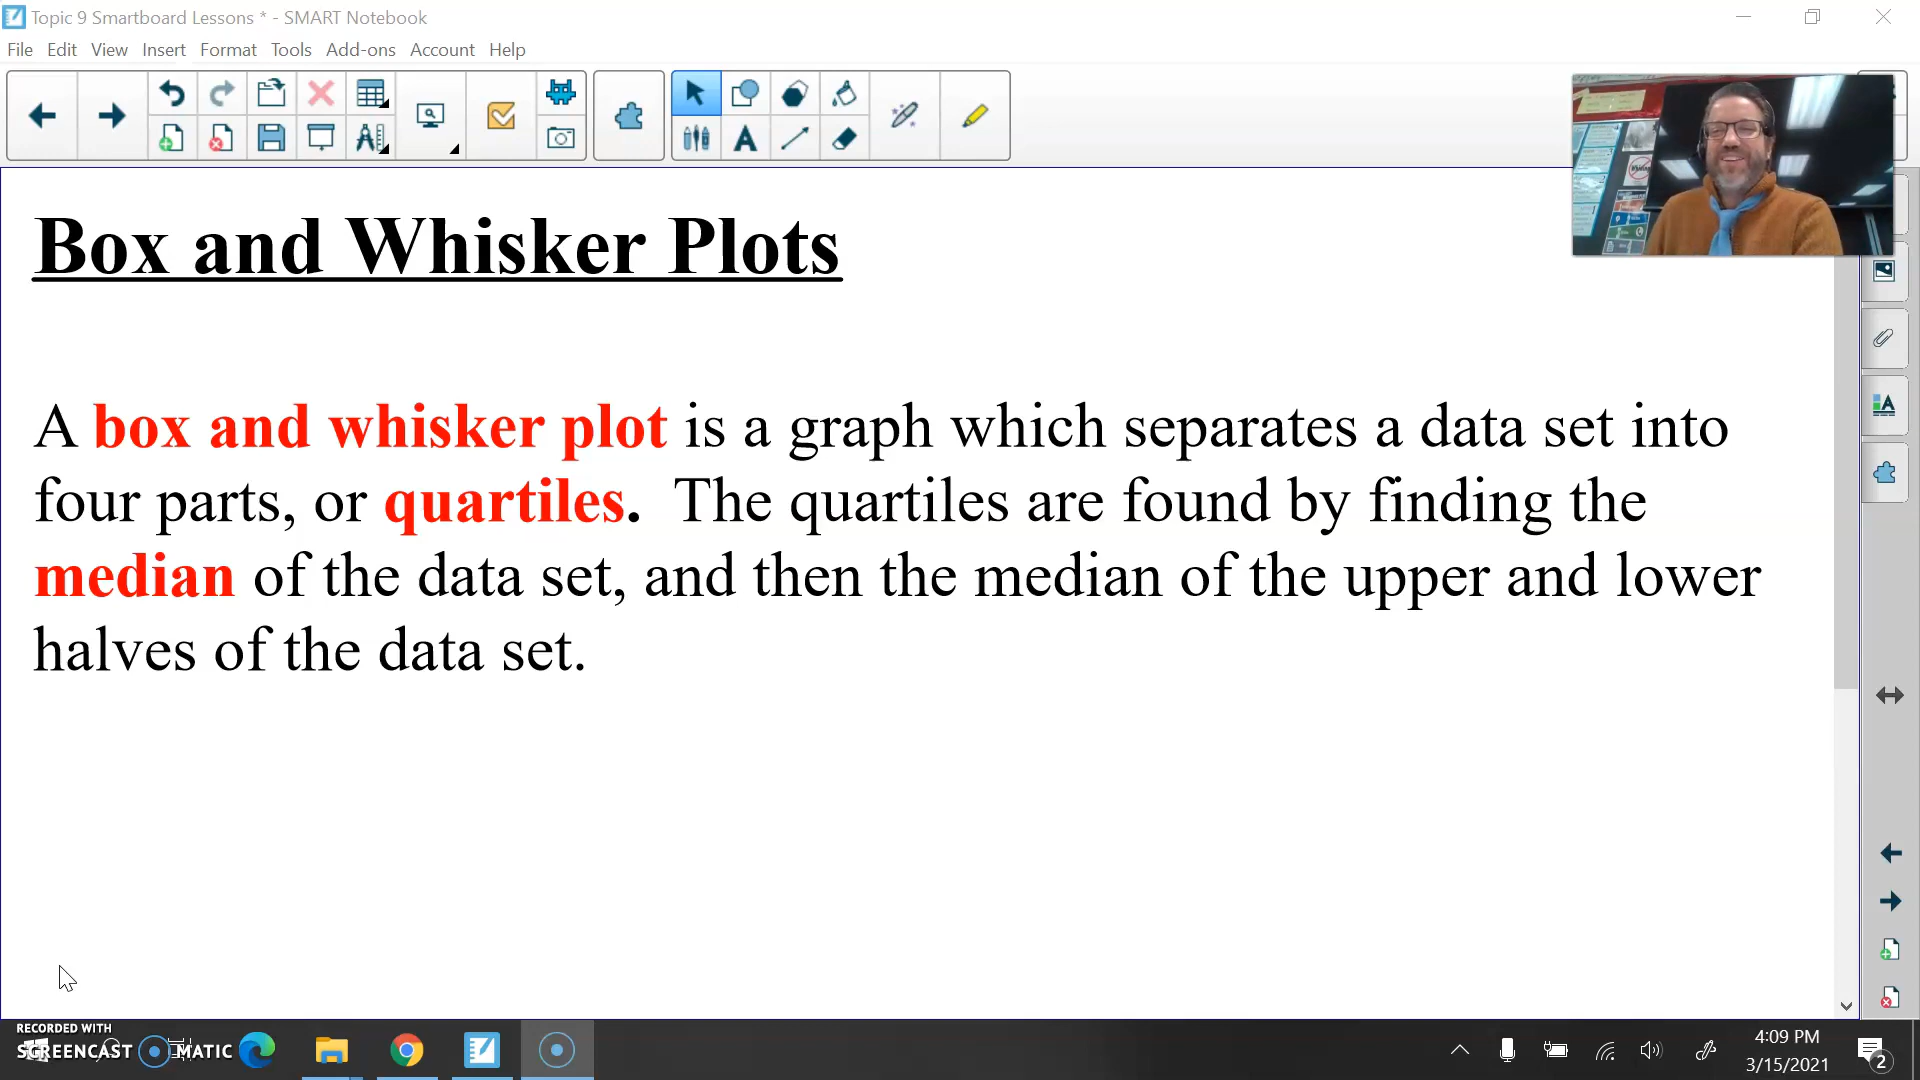 Topic 9 Smartboard Lessons * - SMART Notebook
File Edit View Insert Format Tools Add-ons Account Help
Box and Whisker Plots
A box and whisker plot is a graph which separates a data set into
four parts, or quartiles. The quartiles are found by finding the
median of the data set, and then the median of the upper and lower
halves of the data set.
RECORDED WITH
SCREENCAST MATIC
4:09 PM
3/15/2021
2